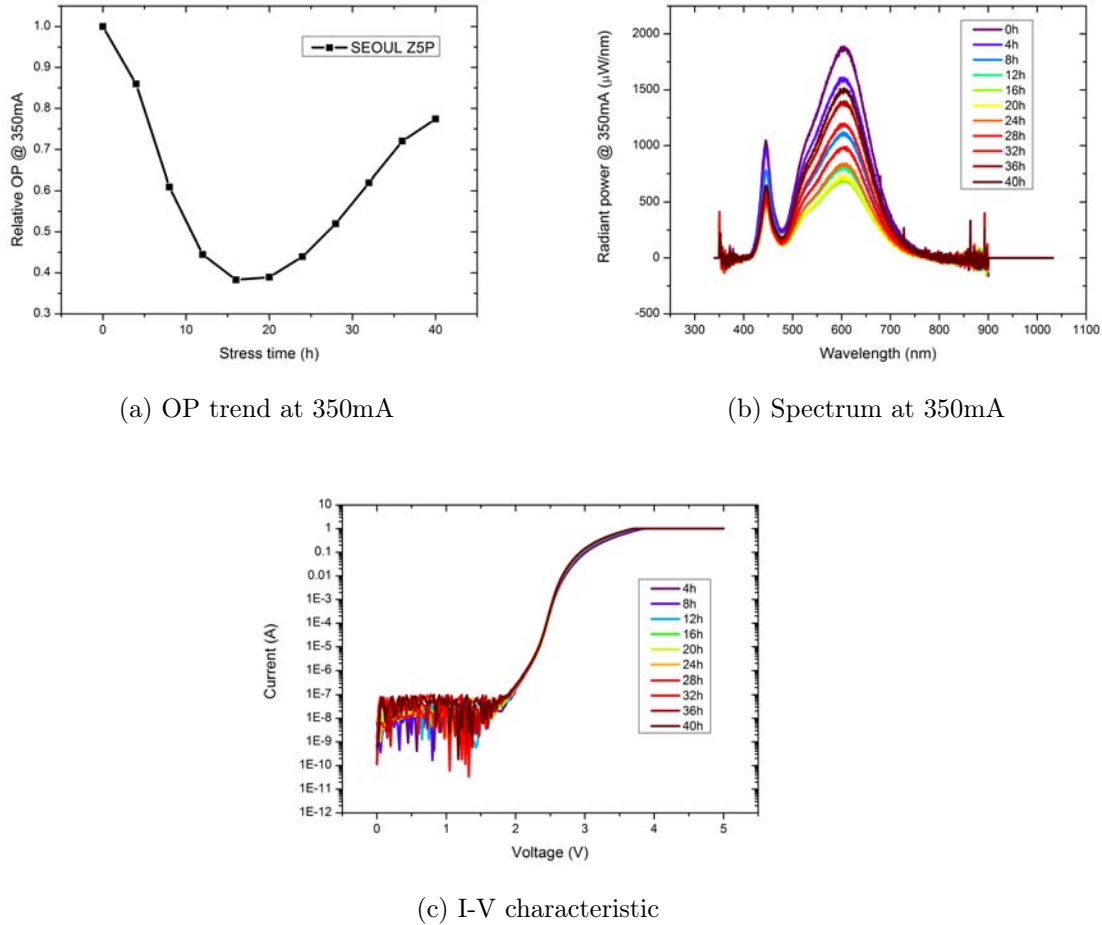 1.0
0.9
0.8
0.7
0.6
0.5
0.4
0.3
Relative OP @ 350mA
SEOUL Z5P
0 10 20 30 40
Stress time (h)
(a) OP trend at 350mA
2000
1500
1000
500
0
-500
Radiant power @ 350mA (µW/nm)
0h
4h
8h
12h
16h
20h
24h
28h
32h
36h
40h
300 400 500 600 700 800 900 1000 1100
Wavelength (nm)
(b) Spectrum at 350mA
10
1
0.1
0.01
1E-3
1E-4
1E-5
1E-6
1E-7
1E-8
1E-9
1E-10
1E-11
1E-12
Current (A)
4h
8h
12h
16h
20h
24h
28h
32h
36h
40h
0 1 2 3 4 5
Voltage (V)
(c) I-V characteristic